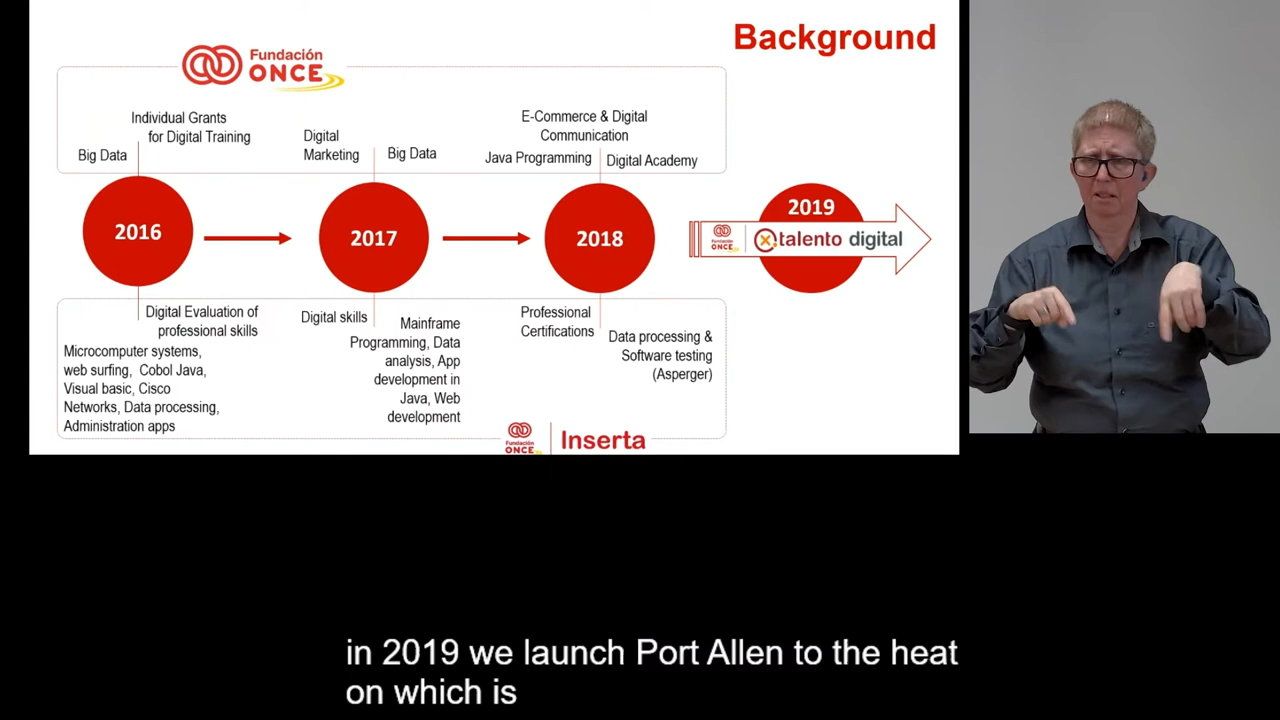 Background
Fundación
ONCE
Individual Grants
for Digital Training
Big Data
Digital
Marketing
Big Data
E-Commerce & Digital
Communication
Java Programming
Digital Academy
2016
2017
2018
2019
Fundación
ONCE
xtalento digital
Digital Evaluation of
professional skills
Microcomputer systems,
web surfing, Cobol Java,
Visual basic, Cisco
Networks, Data processing,
Administration apps
Digital skills
Mainframe
Programming, Data
analysis, App
development in
Java, Web
development
Professional
Certifications
Data processing &
Software testing
(Asperger)
Fundación
ONCE
Inserta
in 2019 we launch Port Allen to the heat
on which is